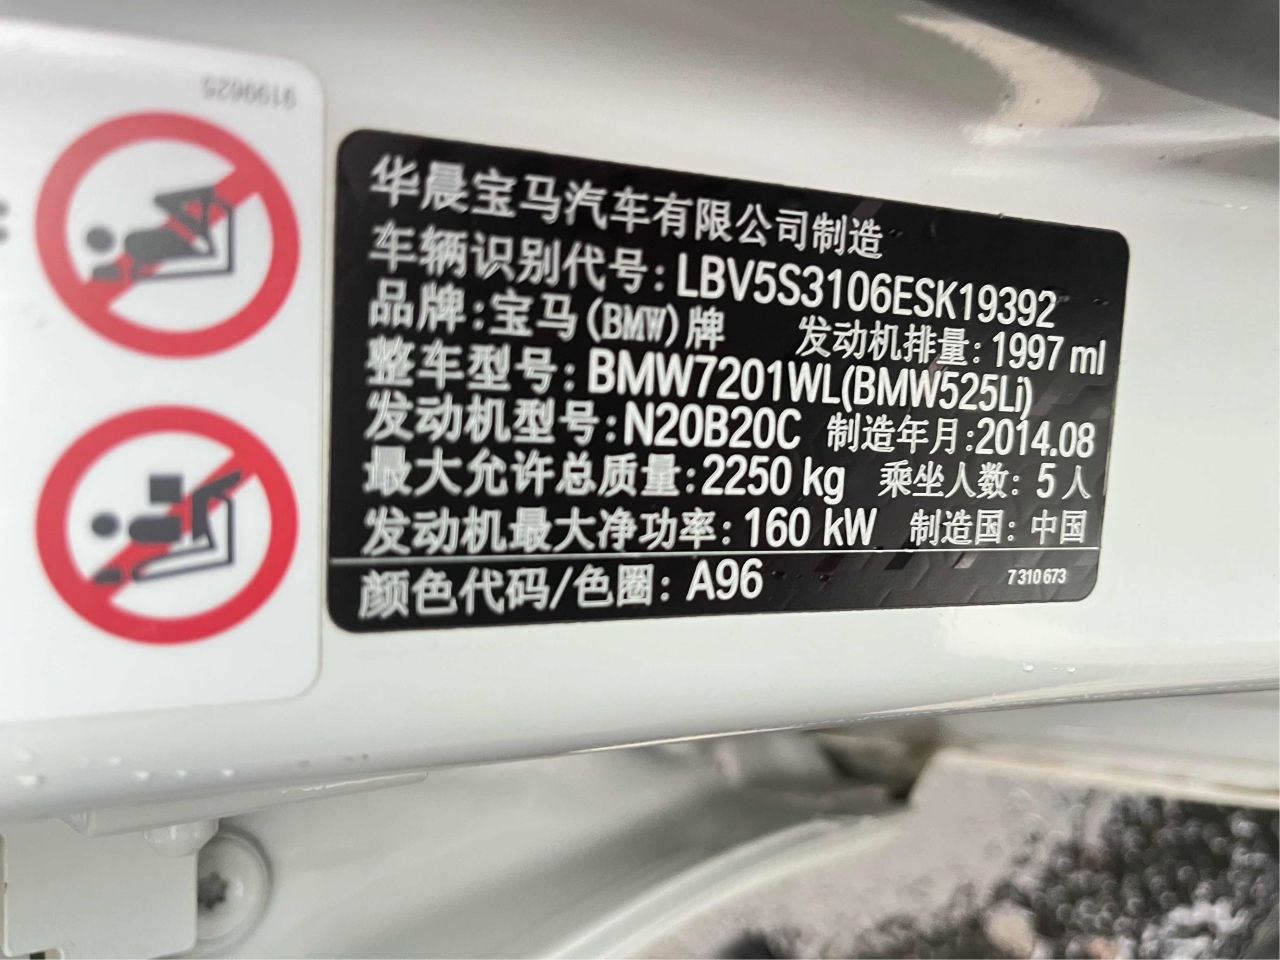 9199625
华晨宝马汽车有限公司制造
车辆识别代号:LBV5S3106ESK19392
品牌:宝马(BMW)牌 发动机排量:1997 ml
整车型号:BMW7201WL(BMW525Li)
发动机型号:N20B20C 制造年月:2014.08
最大允许总质量:2250 kg 乘坐人数:5人
发动机最大净功率:160 kW 制造国:中国
颜色代码/色圈:A96 7310673